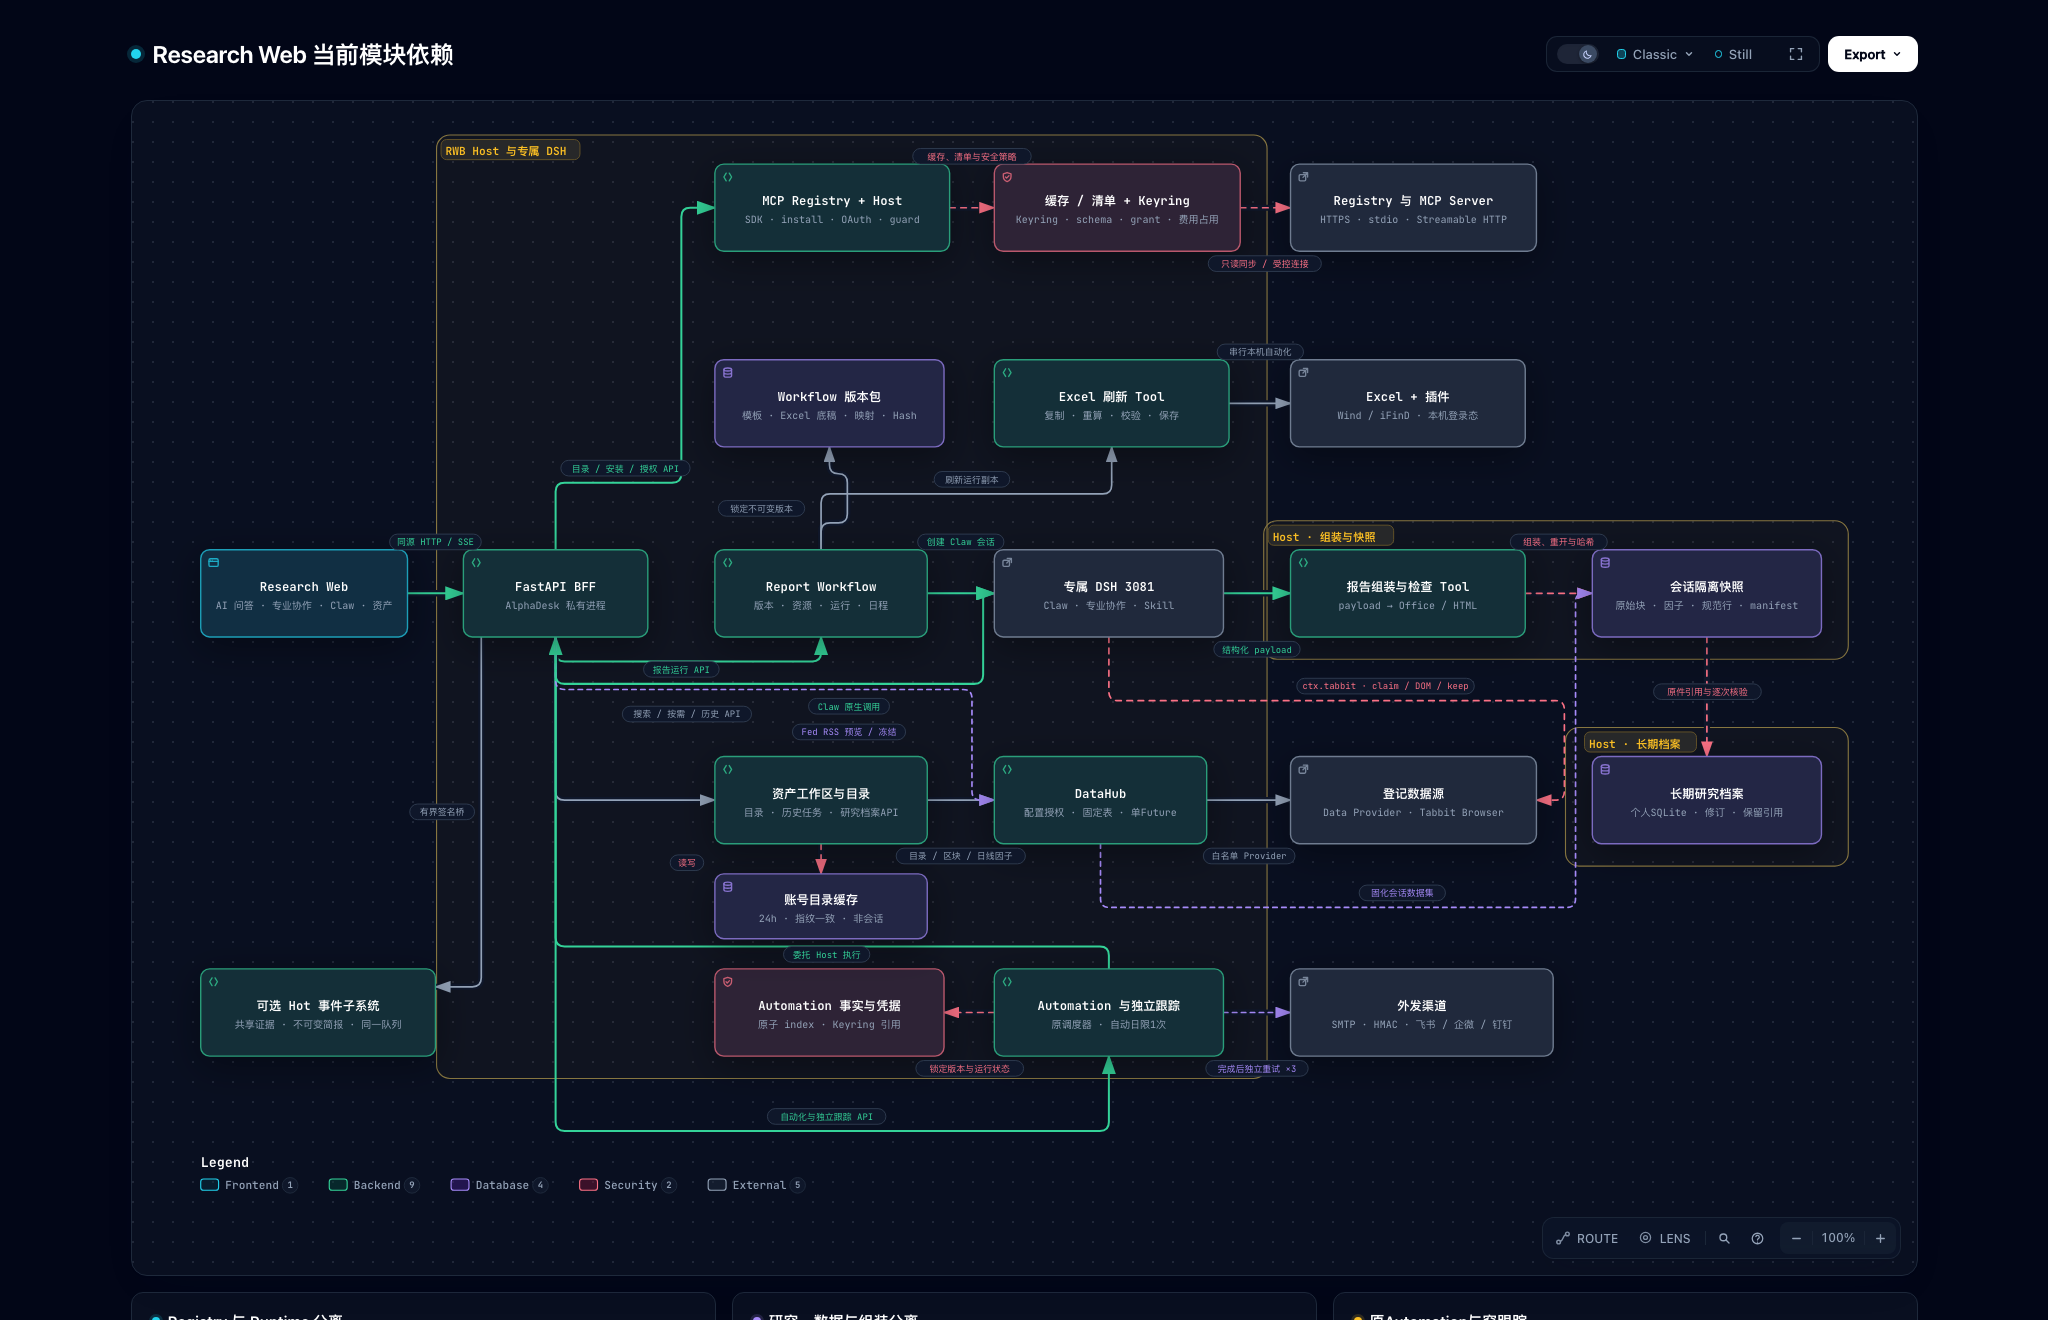 Research Web 当前模块依赖
Classic
Still
Export
RWB Host 与专属 DSH
缓存、清单与安全策略
MCP Registry + Host
SDK · install · OAuth · guard
缓存 / 清单 + Keyring
Keyring · schema · grant · 费用占用
Registry 与 MCP Server
HTTPS · stdio · Streamable HTTP
只读同步 / 受控连接
串行本机自动化
Workflow 版本包
模板 · Excel 底稿 · 映射 · Hash
Excel 刷新 Tool
复制 · 重算 · 校验 · 保存
Excel + 插件
Wind / iFinD · 本机登录态
目录 / 安装 / 授权 API
刷新运行副本
锁定不可变版本
同源 HTTP / SSE
创建 Claw 会话
Host · 组装与快照
组装、重开与哈希
Research Web
AI 问答 · 专业协作 · Claw · 资产
FastAPI BFF
AlphaDesk 私有进程
Report Workflow
版本 · 资源 · 运行 · 日程
专属 DSH 3081
Claw · 专业协作 · Skill
报告组装与检查 Tool
payload → Office / HTML
会话隔离快照
原始块 · 因子 · 规范行 · manifest
结构化 payload
报告运行 API
ctx.tabbit · claim / DOM / keep
原件引用与逐次核验
Claw 原生调用
搜索 / 按需 / 历史 API
Fed RSS 预览 / 冻结
Host · 长期档案
资产工作区与目录
目录 · 历史任务 · 研究档案API
DataHub
配置授权 · 固定表 · 单Future
登记数据源
Data Provider · Tabbit Browser
长期研究档案
个人SQLite · 修订 · 保留引用
有界签名桥
读写
目录 / 区块 / 日线因子
白名单 Provider
固化会话数据集
账号目录缓存
24h · 指纹一致 · 非会话
委托 Host 执行
可选 Hot 事件子系统
共享证据 · 不可变简报 · 同一队列
Automation 事实与凭据
原子 index · Keyring 引用
Automation 与独立跟踪
原调度器 · 自动日限1次
外发渠道
SMTP · HMAC · 飞书 / 企微 / 钉钉
锁定版本与运行状态
完成后独立重试 ×3
自动化与独立跟踪 API
Legend
Frontend 1
Backend 9
Database 4
Security 2
External 5
ROUTE
LENS
100%
Registry 与 Runtime 分离